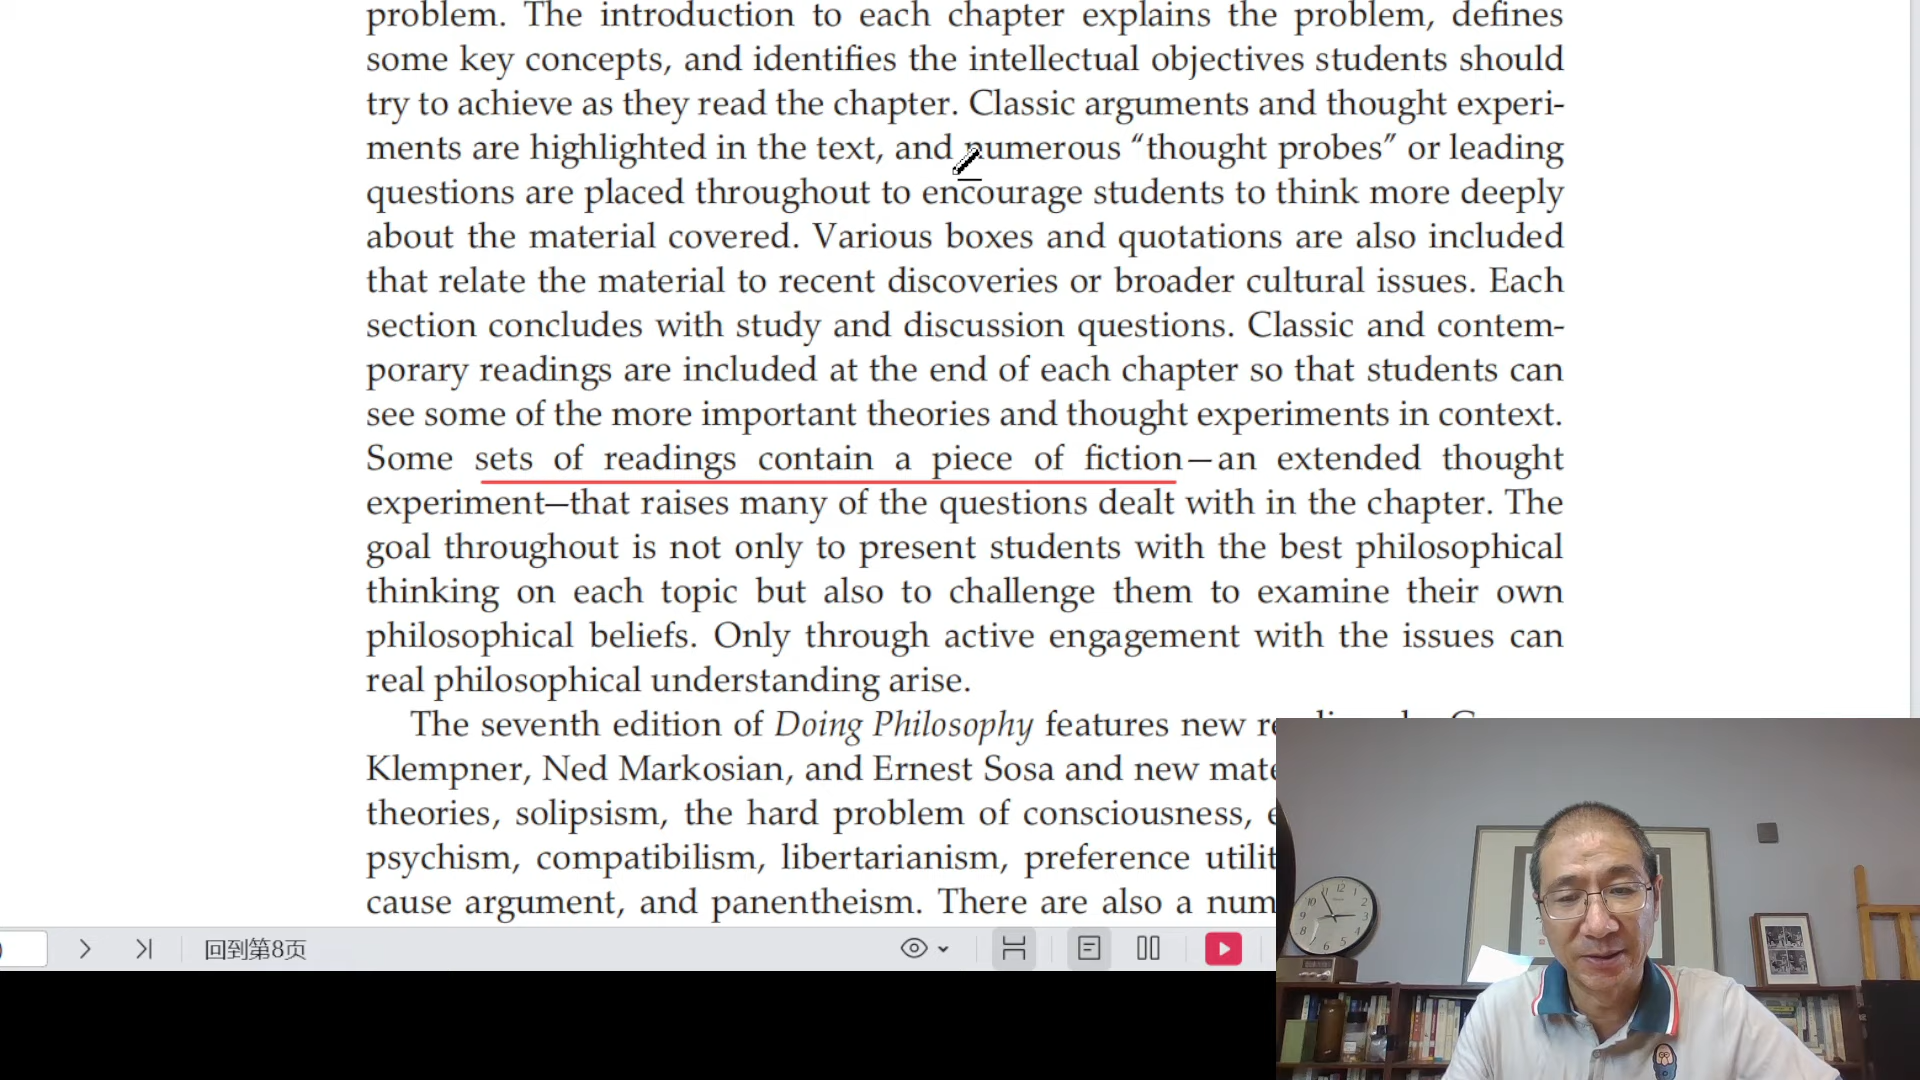 problem. The introduction to each chapter explains the problem, defines
some key concepts, and identifies the intellectual objectives students should
try to achieve as they read the chapter. Classic arguments and thought experi-
ments are highlighted in the text, and numerous “thought probes” or leading
questions are placed throughout to encourage students to think more deeply
about the material covered. Various boxes and quotations are also included
that relate the material to recent discoveries or broader cultural issues. Each
section concludes with study and discussion questions. Classic and contem-
porary readings are included at the end of each chapter so that students can
see some of the more important theories and thought experiments in context.
Some sets of readings contain a piece of fiction—an extended thought
experiment—that raises many of the questions dealt with in the chapter. The
goal throughout is not only to present students with the best philosophical
thinking on each topic but also to challenge them to examine their own
philosophical beliefs. Only through active engagement with the issues can
real philosophical understanding arise.
The seventh edition of Doing Philosophy features new
Klempner, Ned Markosian, and Ernest Sosa and new
theories, solipsism, the hard problem of consciousness,
psychism, compatibilism, libertarianism, preference
cause argument, and panentheism. There are also a
回到第8页
12
2
3
5
6
8
9
10
11